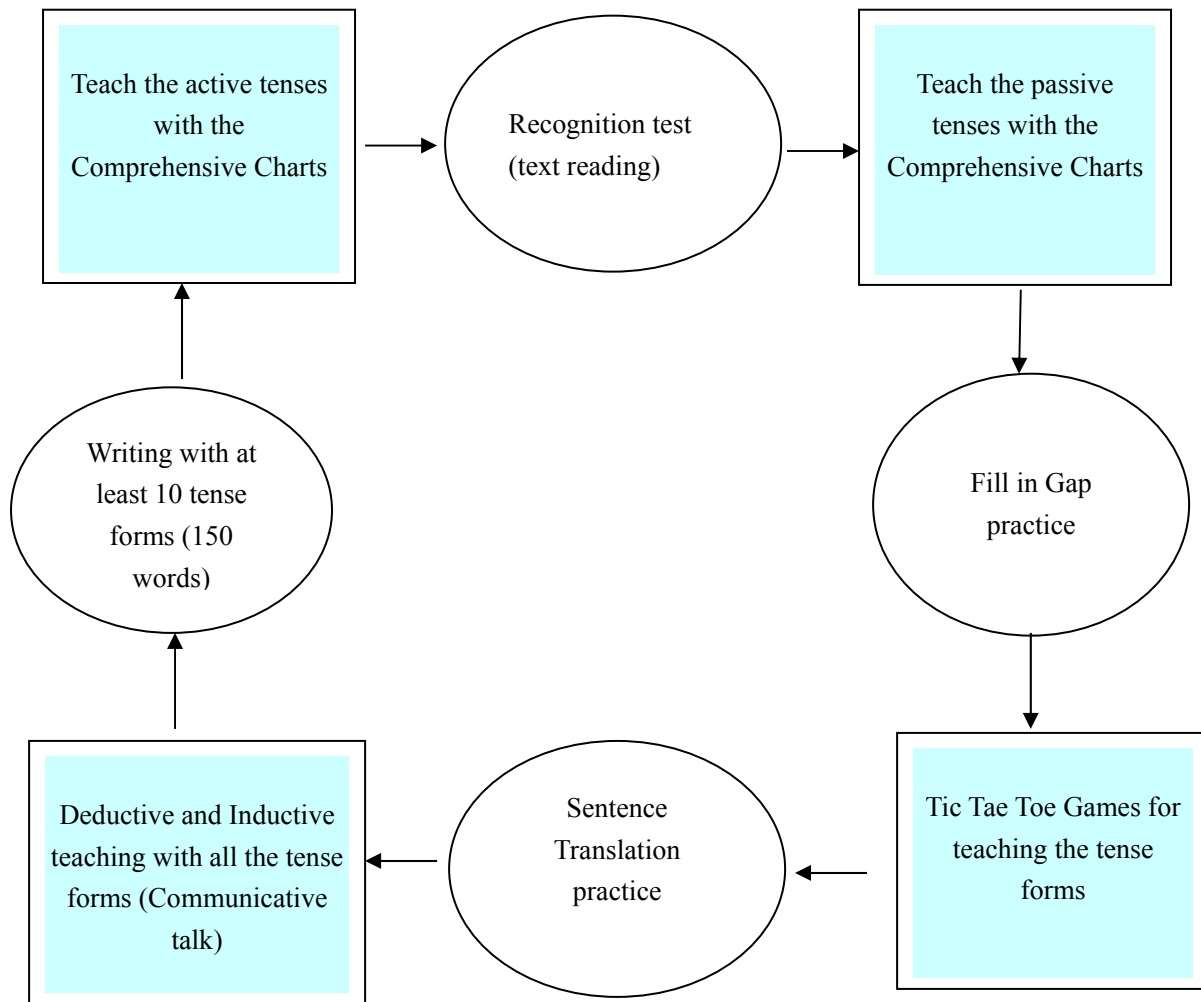 Teach the active tenses
with the
Comprehensive Charts
Recognition test
(text reading)
Teach the passive
tenses with the
Comprehensive Charts
Fill in Gap
practice
Tic Tae Toe Games for
teaching the tense
forms
Sentence
Translation
practice
Deductive and Inductive
teaching with all the tense
forms (Communicative
talk)
Writing with at
least 10 tense
forms (150
words)